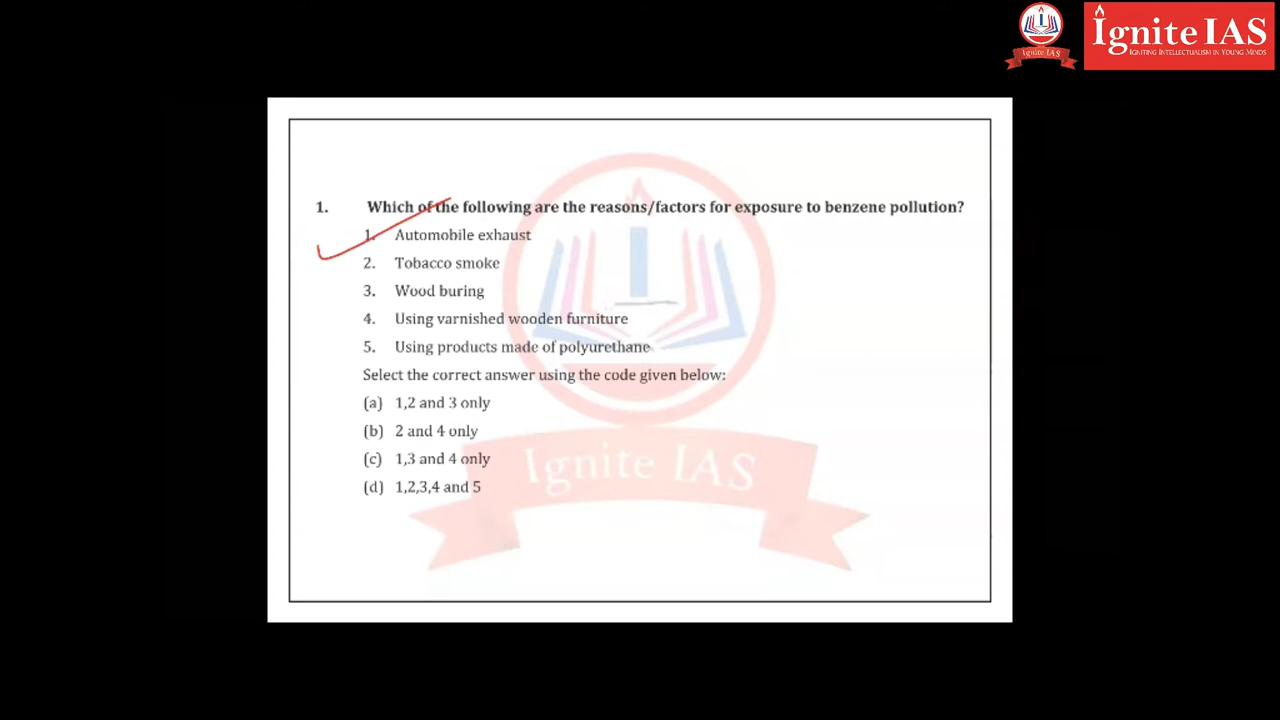 Ignite IAS
IGNITING INTELLECTUALISM IN YOUNG MINDS
Ignite IAS
1. Which of the following are the reasons/factors for exposure to benzene pollution?
1. Automobile exhaust
2. Tobacco smoke
3. Wood buring
4. Using varnished wooden furniture
5. Using products made of polyurethane
Select the correct answer using the code given below:
(a) 1,2 and 3 only
(b) 2 and 4 only
(c) 1,3 and 4 only
(d) 1,2,3,4 and 5
Ignite IAS